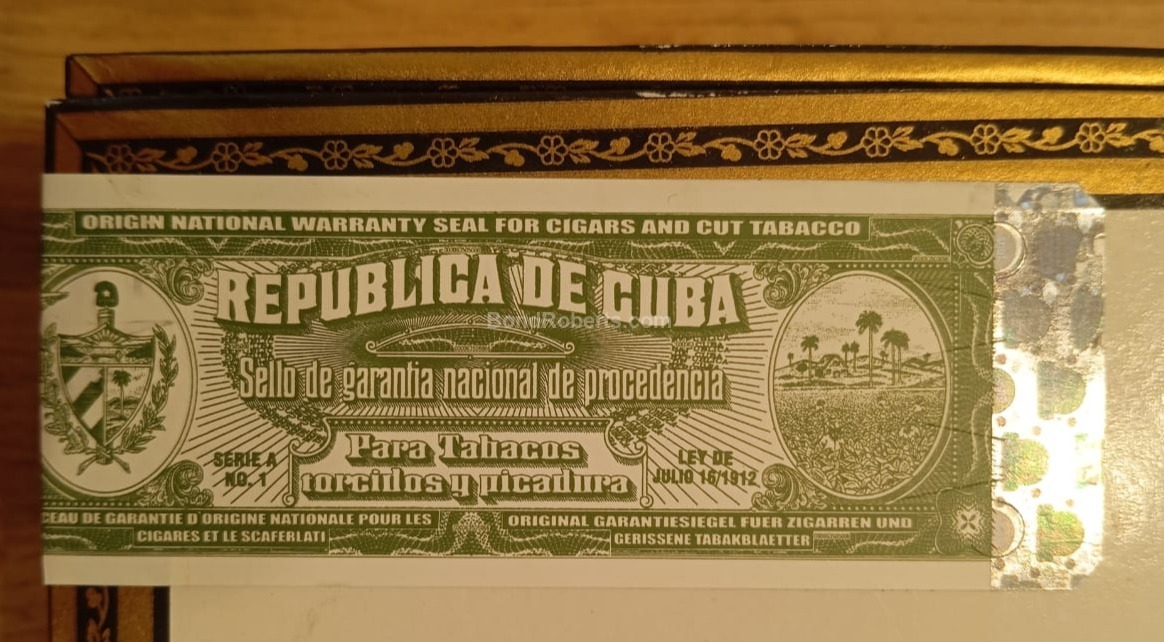 ORIGIN NATIONAL WARRANTY SEAL FOR CIGARS AND CUT TABACCO
REPUBLICA DE CUBA
BondRoberts.com
Sello de garantia nacional de procedencia
Para Tabacos
torcidos y picadura
SERIE A
NO. 1
LEY DE
JULIO 16/1912
CEAU DE GARANTIE D'ORIGINE NATIONALE POUR LES
CIGARES ET LE SCAFERLATI
ORIGINAL GARANTIESIEGEL FUER ZIGARREN UND
GERISSENE TABAKBLAETTER